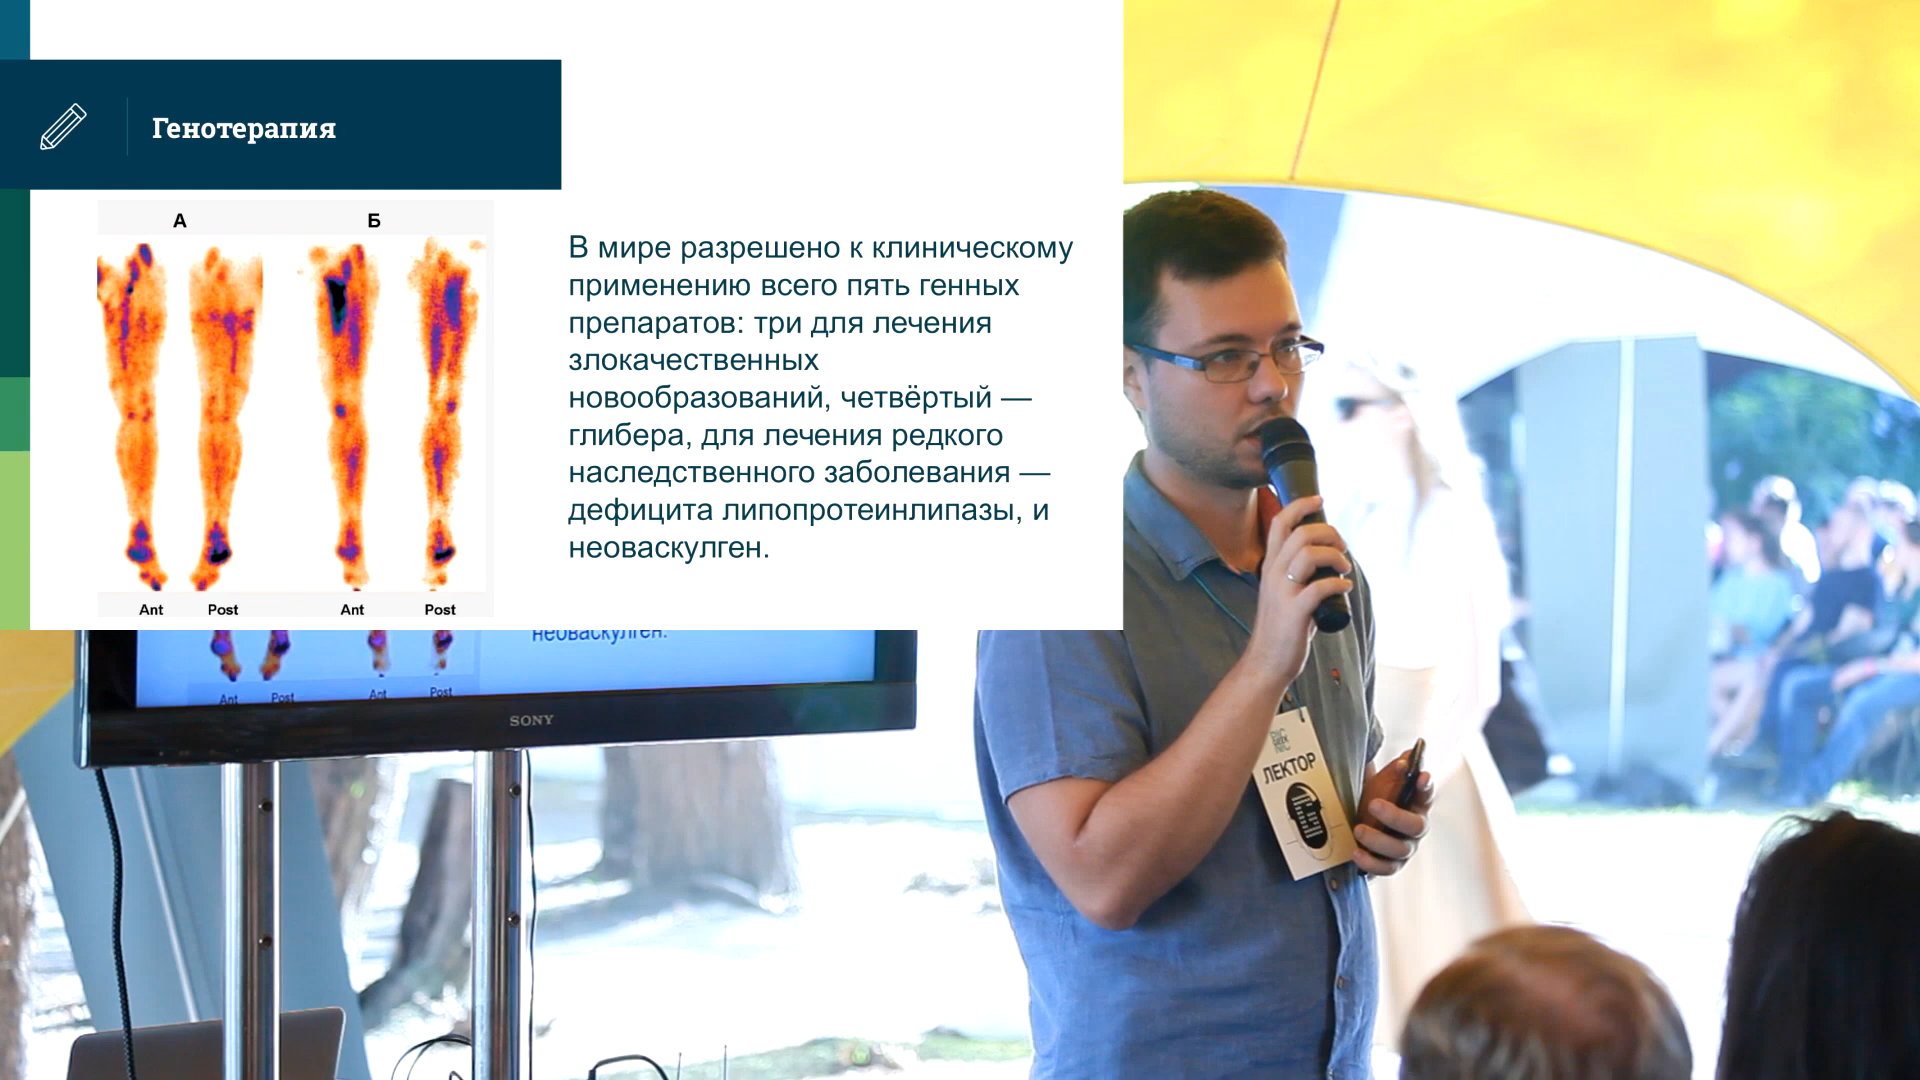 Генотерапия
А Б
В мире разрешено к клиническому
применению всего пять генных
препаратов: три для лечения
злокачественных
новообразований, четвёртый —
глибера, для лечения редкого
наследственного заболевания —
дефицита липопротеинлипазы, и
неоваскулген.
Ant Post Ant Post
неоваскулген.
Ant Post Ant Post
SONY
ЛЕКТОР